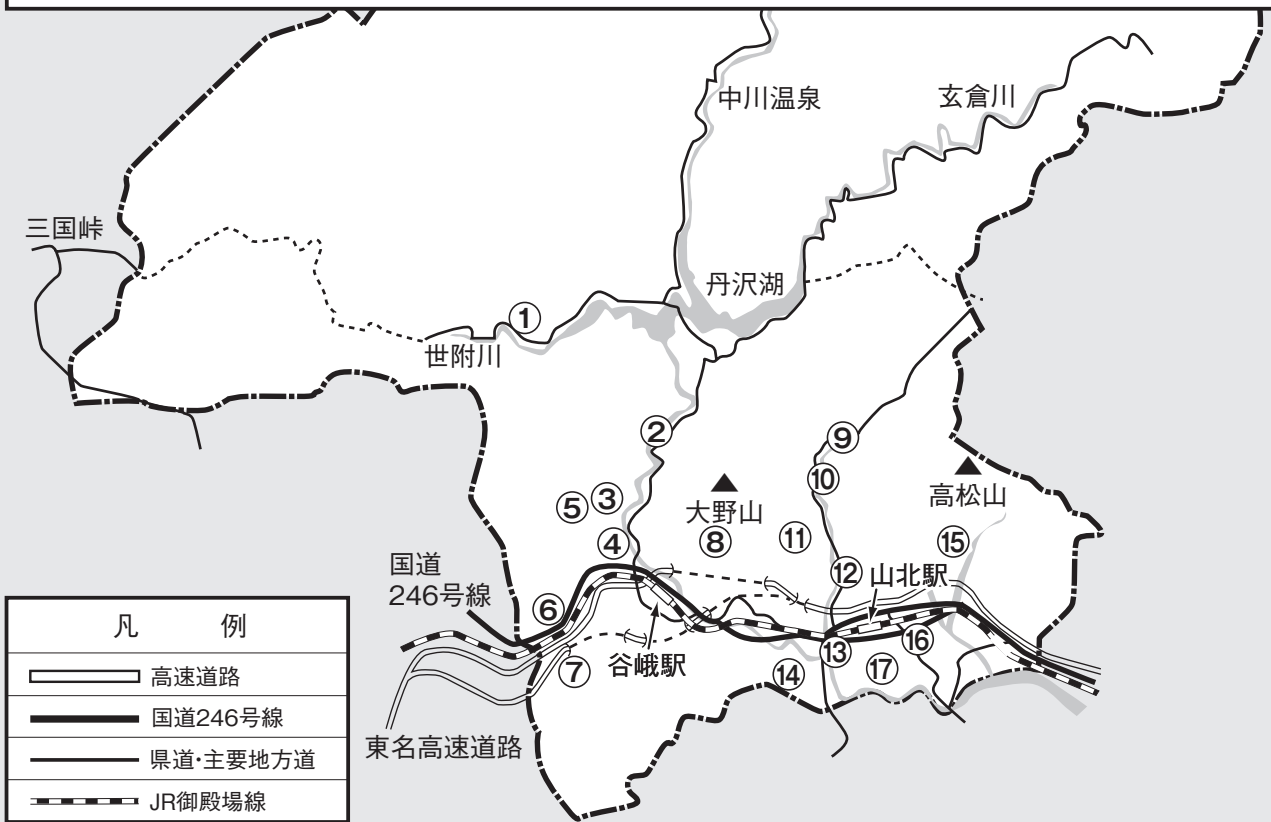 中川温泉
玄倉川
三国峠
丹沢湖
①
世附川
②
⑨
⑩
高松山
③
⑤
大野山
④
⑧
⑪
⑮
国道
246号線
⑫
山北駅
⑥
谷峨駅
⑬
⑯
⑦
⑭
⑰
東名高速道路
凡 例
高速道路
国道246号線
県道・主要地方道
JR御殿場線